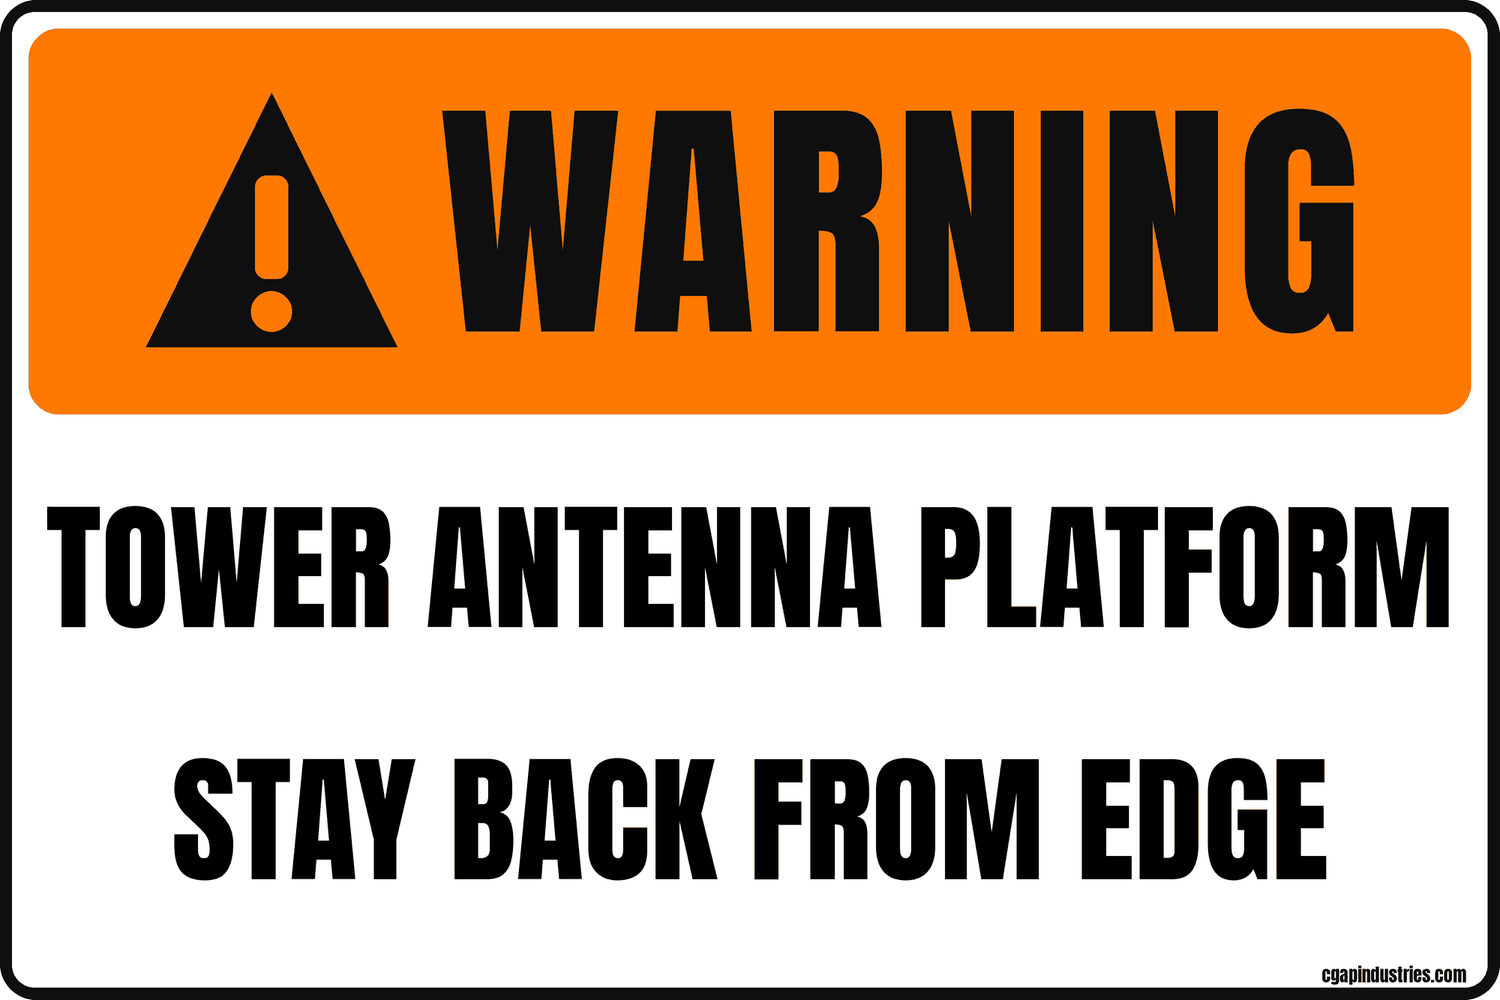 WARNING
TOWER ANTENNA PLATFORM
STAY BACK FROM EDGE
cgapindustries.com